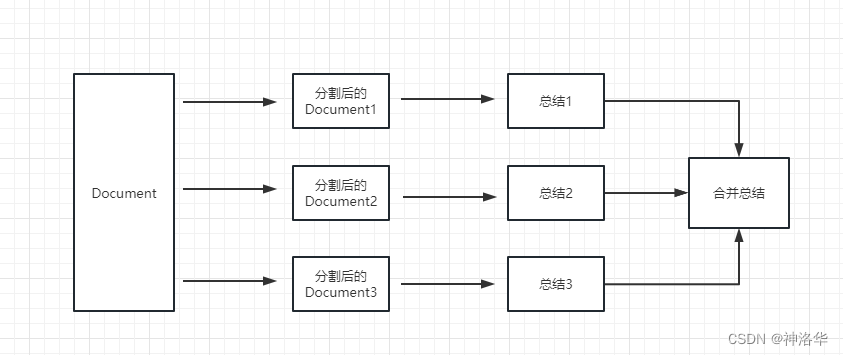 Document
分割后的
Document1
总结1
分割后的
Document2
总结2
合并总结
分割后的
Document3
总结3
CSDN @神洛华